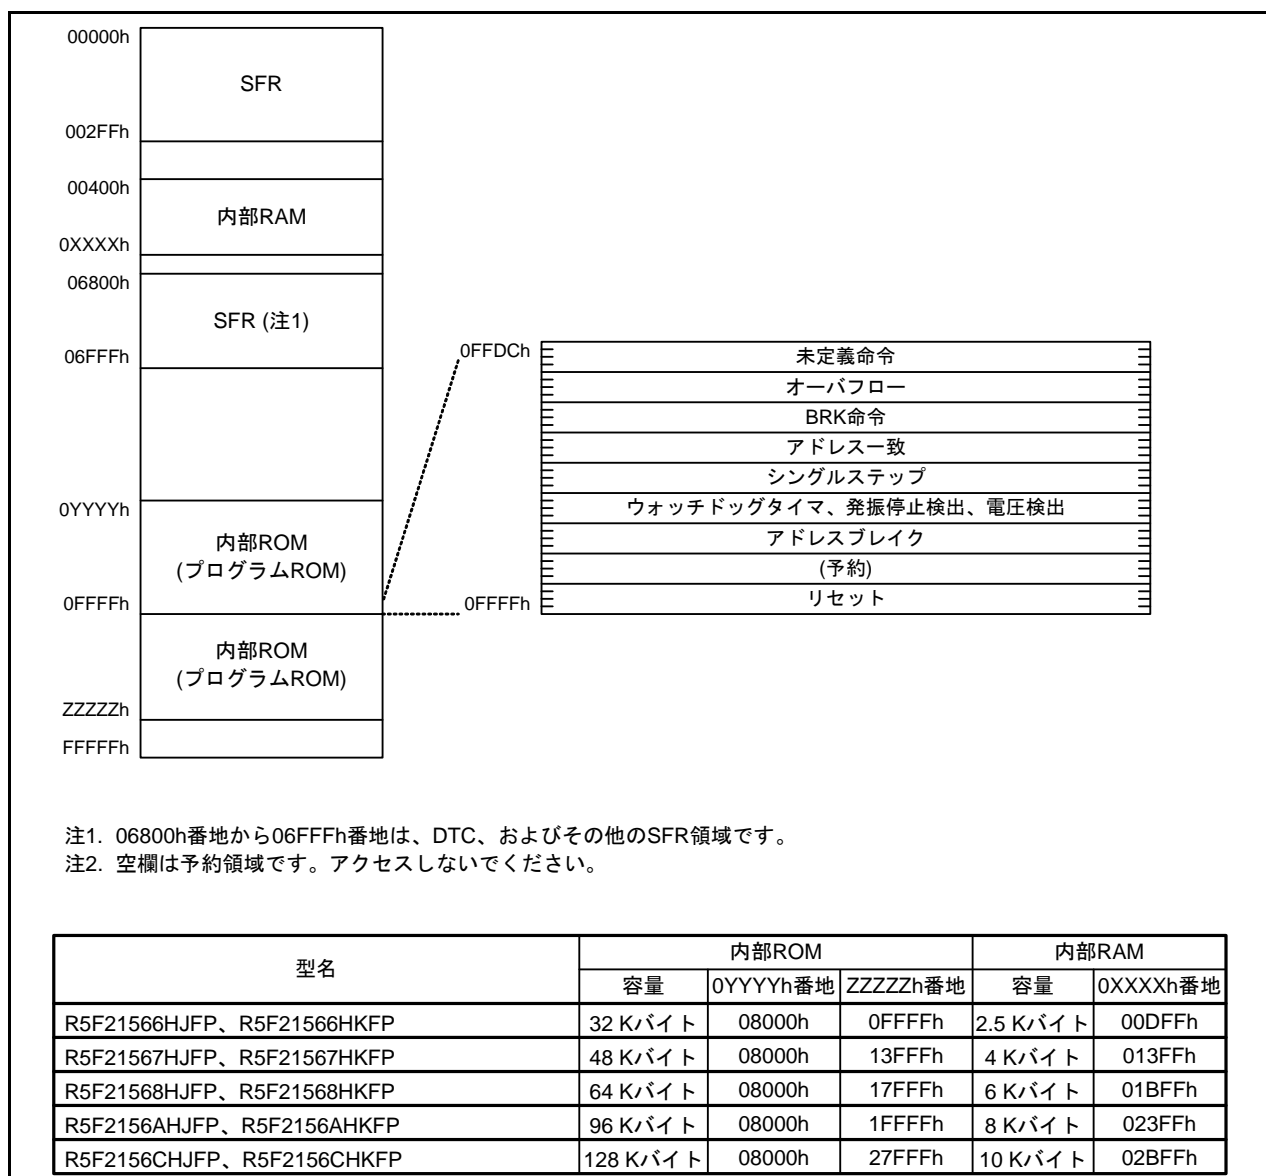 00000h
SFR
002FFh
00400h
内部RAM
0XXXXh
06800h
SFR (注1)
06FFFh
0YYYYh
内部ROM
(プログラムROM)
0FFFFh
内部ROM
(プログラムROM)
ZZZZZh
FFFFFh
0FFDCh
未定義命令
オーバフロー
BRK命令
アドレス一致
シングルステップ
ウォッチドッグタイマ、発振停止検出、電圧検出
アドレスブレイク
(予約)
0FFFFh
リセット
注1. 06800h番地から06FFFh番地は、DTC、およびその他のSFR領域です。
注2. 空欄は予約領域です。アクセスしないでください。
型名 内部ROM 内部RAM
容量 0YYYYh番地 ZZZZZh番地 容量 0XXXXh番地
R5F21566HJFP、R5F21566HKFP 32 Kバイト 08000h 0FFFFh 2.5 Kバイト 00DFFh
R5F21567HJFP、R5F21567HKFP 48 Kバイト 08000h 13FFFh 4 Kバイト 013FFh
R5F21568HJFP、R5F21568HKFP 64 Kバイト 08000h 17FFFh 6 Kバイト 01BFFh
R5F2156AHJFP、R5F2156AHKFP 96 Kバイト 08000h 1FFFFh 8 Kバイト 023FFh
R5F2156CHJFP、R5F2156CHKFP 128 Kバイト 08000h 27FFFh 10 Kバイト 02BFFh